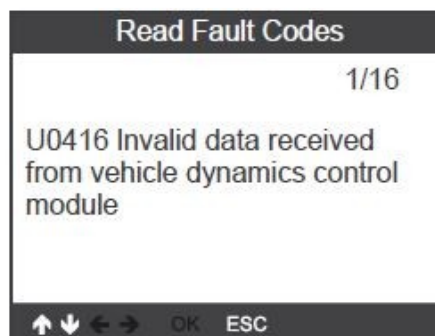 Read Fault Codes
1/16
U0416 Invalid data received
from vehicle dynamics control
module
OK ESC